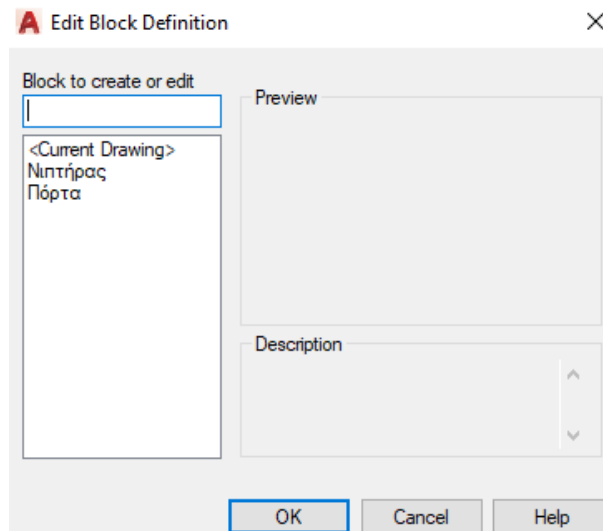 Edit Block Definition
Block to create or edit
Preview
<Current Drawing>
Νιπτήρας
Πόρτα
Description
OK
Cancel
Help